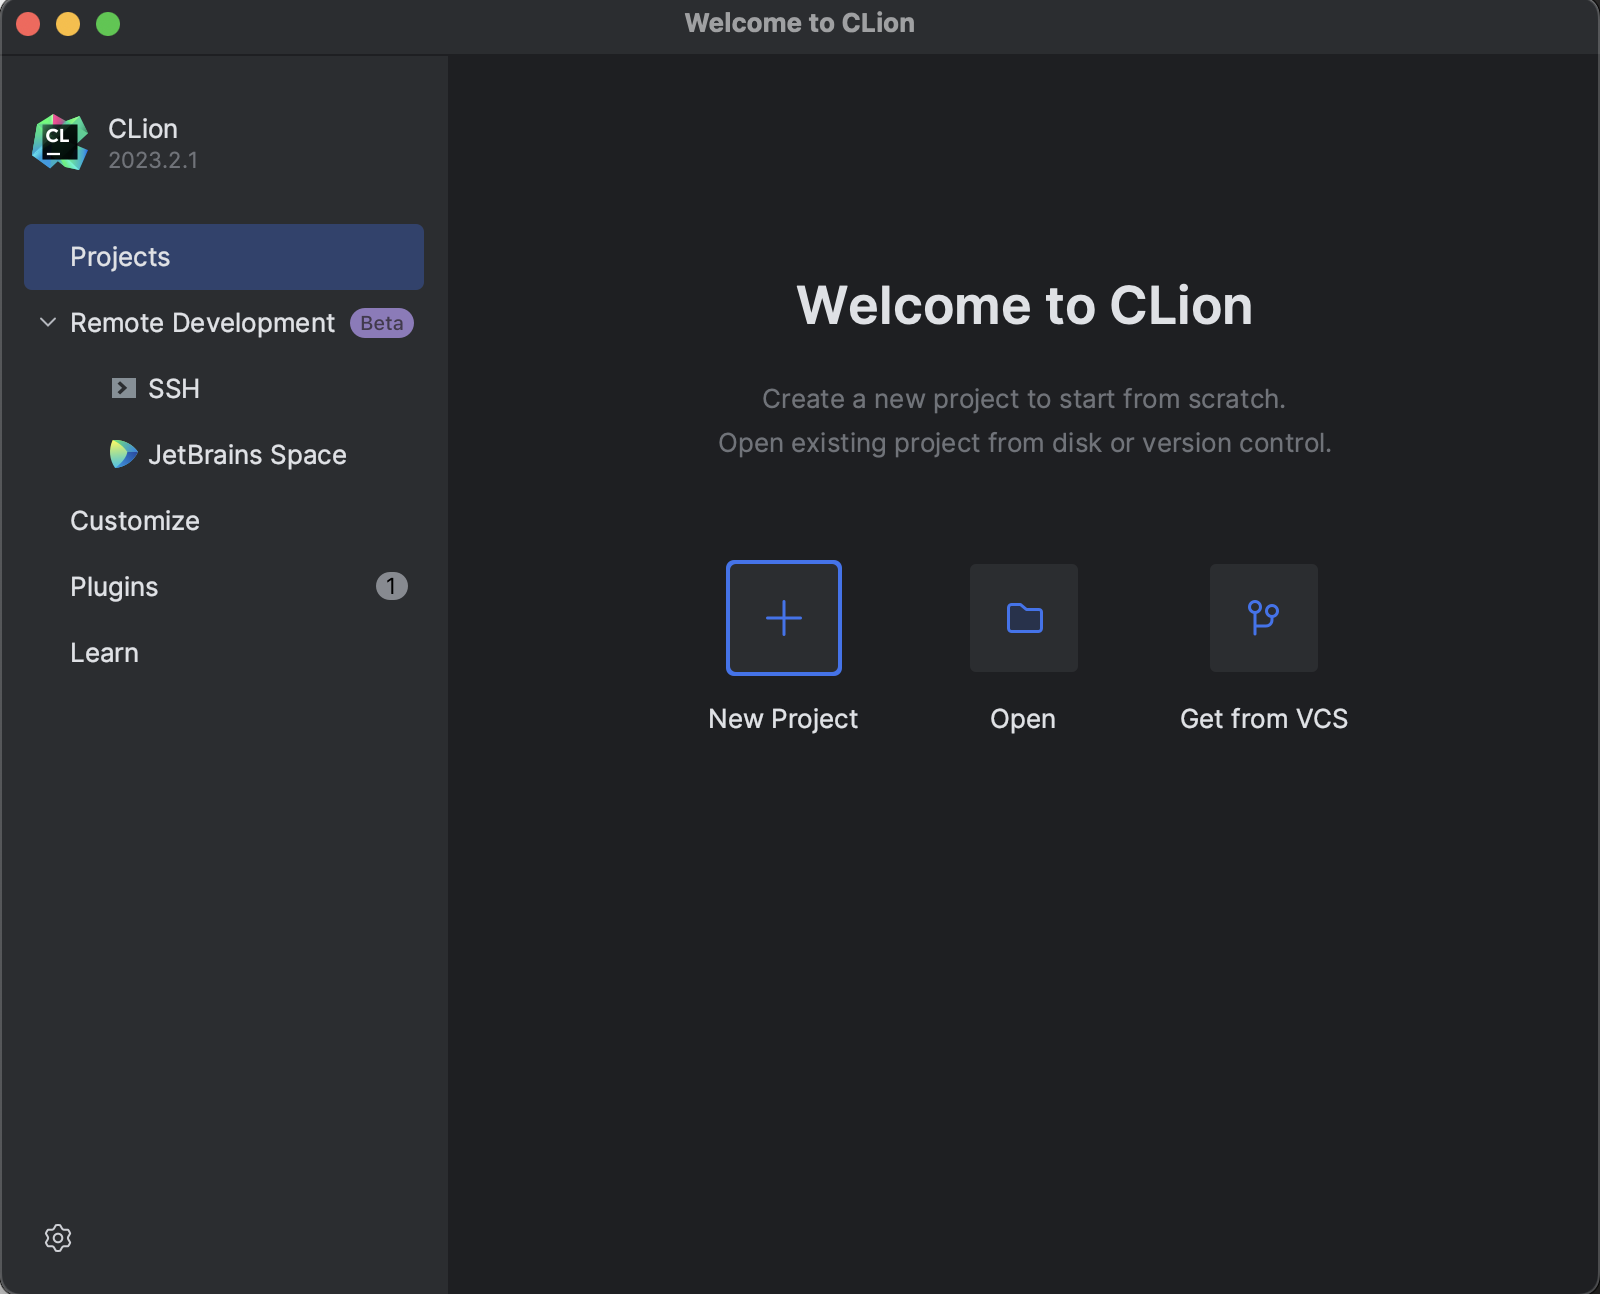 Welcome to CLion
CL
CLion
2023.2.1
Projects
Remote Development Beta
SSH
JetBrains Space
Customize
Plugins 1
Learn
Welcome to CLion
Create a new project to start from scratch.
Open existing project from disk or version control.
New Project
Open
Get from VCS